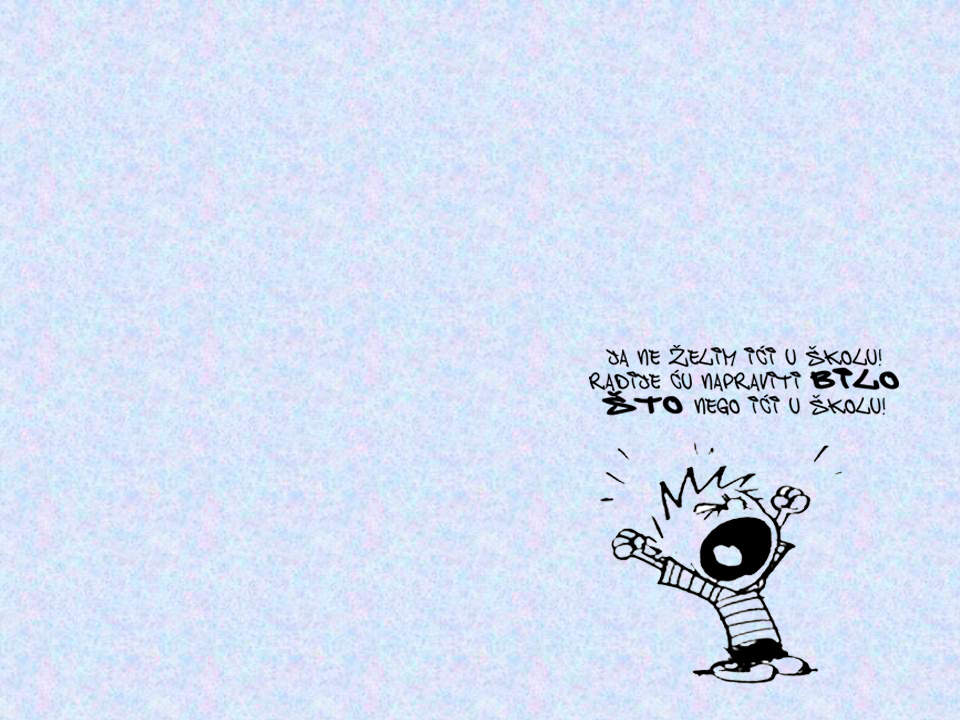 JA NE ŽELIM IĆI U ŠKOLU!
RADIJE ĆU NAPRAVITI BILO
ŠTO NEGO IĆI U ŠKOLU!